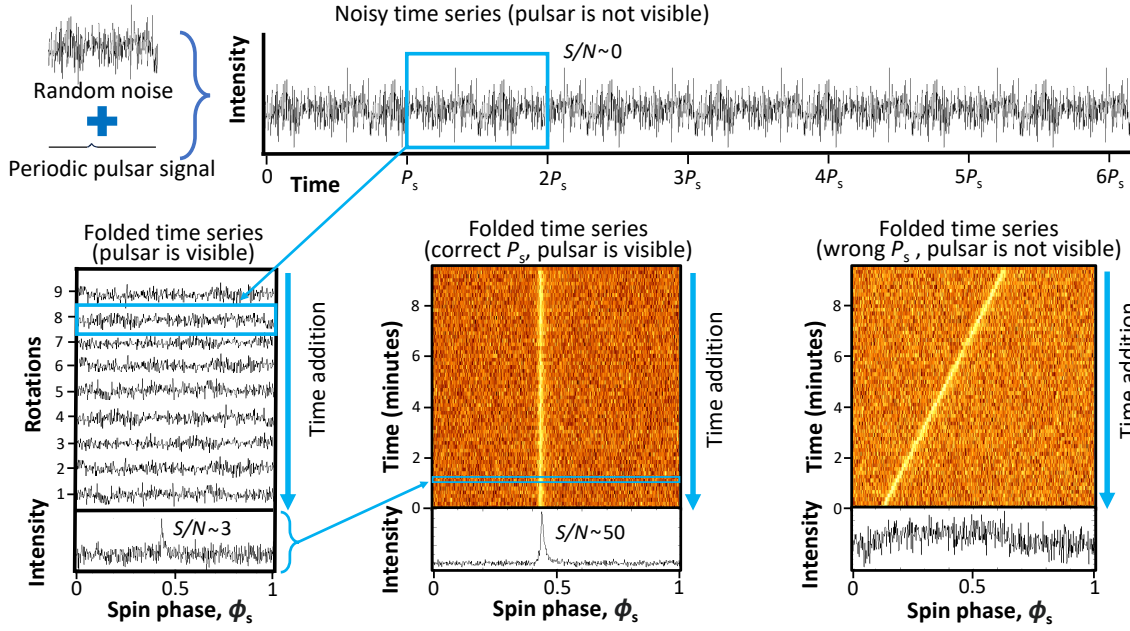 Noisy time series (pulsar is not visible)
Random noise
Periodic pulsar signal
Intensity
S/N~0
0
Time
Pₛ
2Pₛ
3Pₛ
4Pₛ
5Pₛ
6Pₛ
Folded time series
(pulsar is visible)
Rotations
9
8
7
6
5
4
3
2
1
Time addition
Intensity
S/N~3
0
0.5
1
Spin phase, ϕₛ
Folded time series
(correct Pₛ, pulsar is visible)
Time (minutes)
8
6
4
2
0
Time addition
Intensity
S/N~50
0
0.5
1
Spin phase, ϕₛ
Folded time series
(wrong Pₛ , pulsar is not visible)
Time (minutes)
8
6
4
2
0
Time addition
Intensity
0
0.5
1
Spin phase, ϕₛ